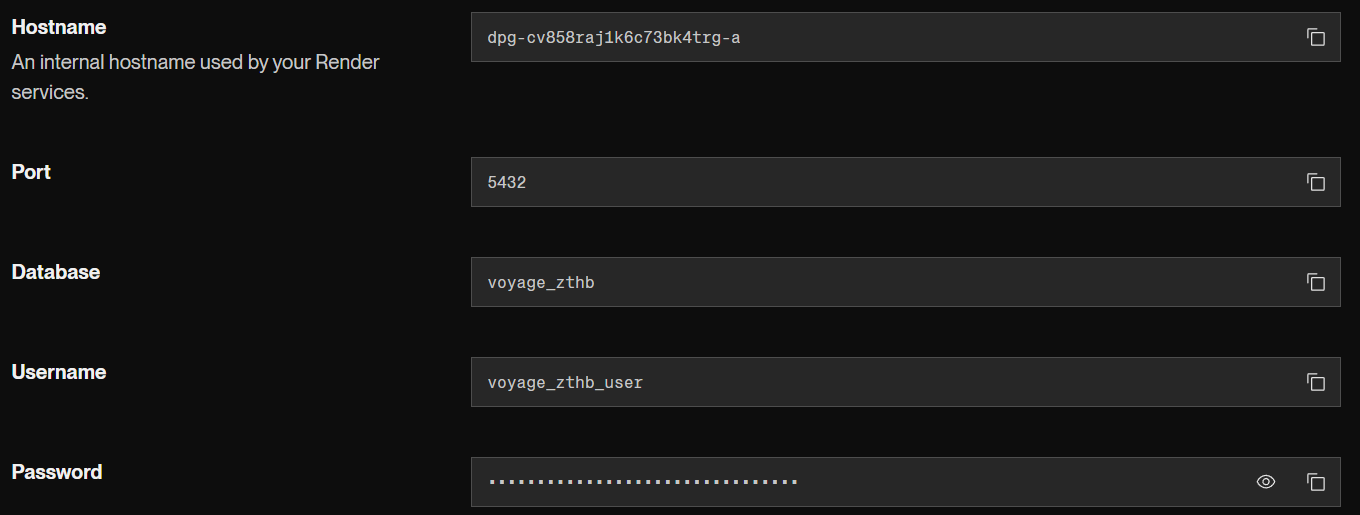 Hostname
dpg-cv858raj1k6c73bk4trg-a
An internal hostname used by your Render
services.
Port
5432
Database
voyage_zthb
Username
voyage_zthb_user
Password
································